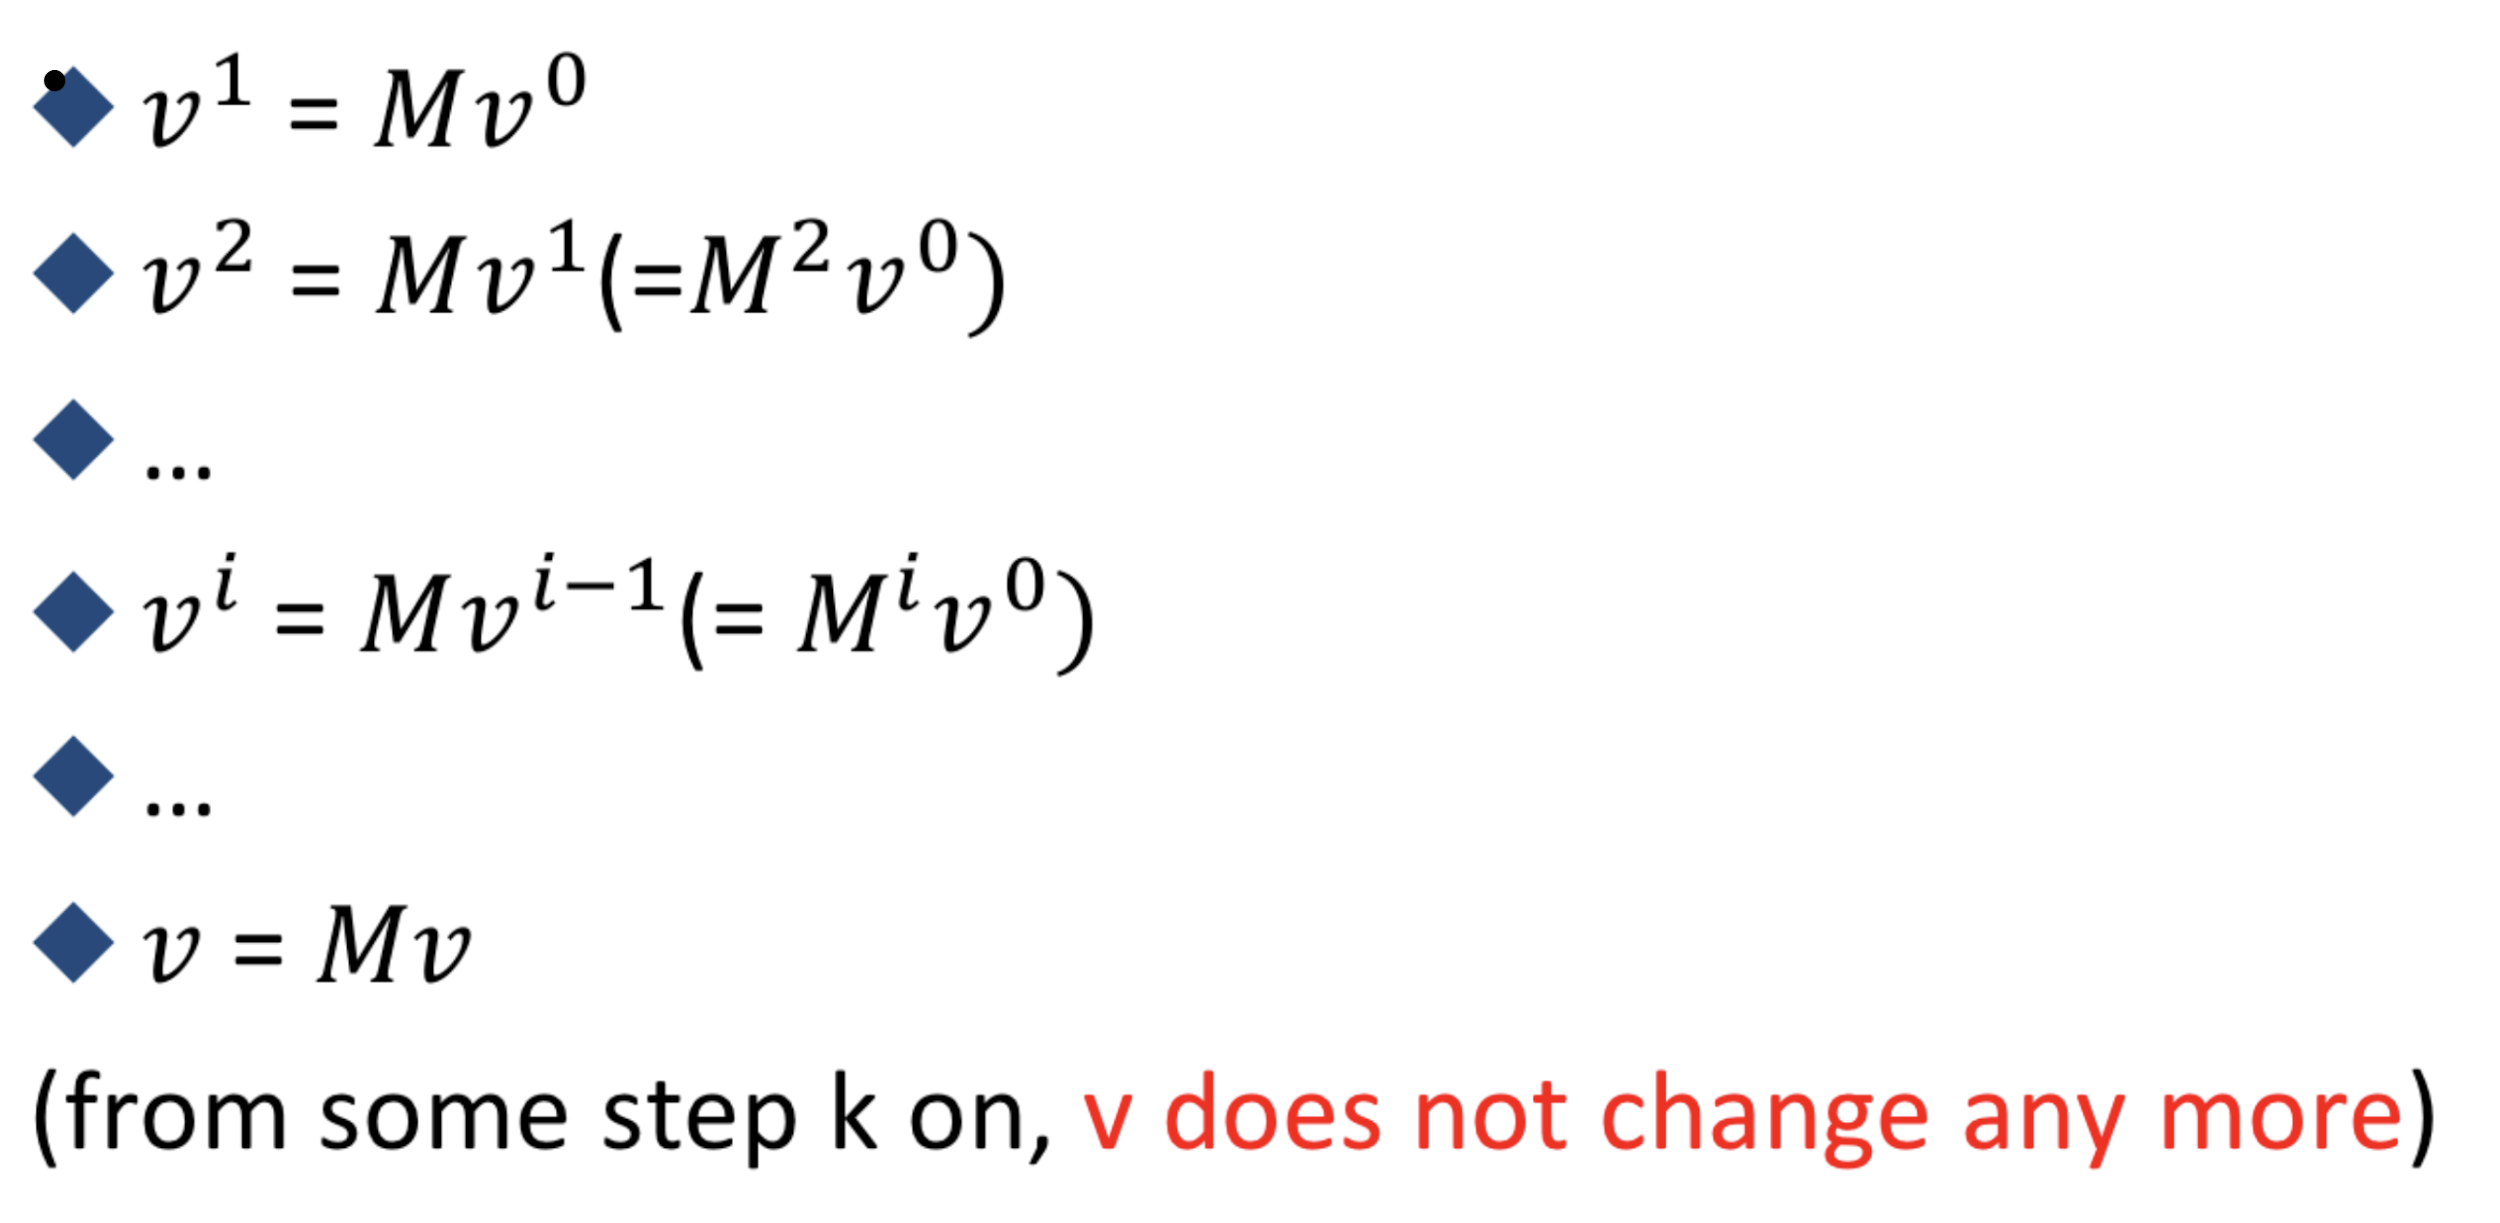 ◆ v¹ = Mv⁰
◆ v² = Mv¹(=M²v⁰)
◆ ...
◆ vⁱ = Mvⁱ⁻¹(= Mⁱv⁰)
◆ ...
◆ v = Mv
(from some step k on, v does not change any more)